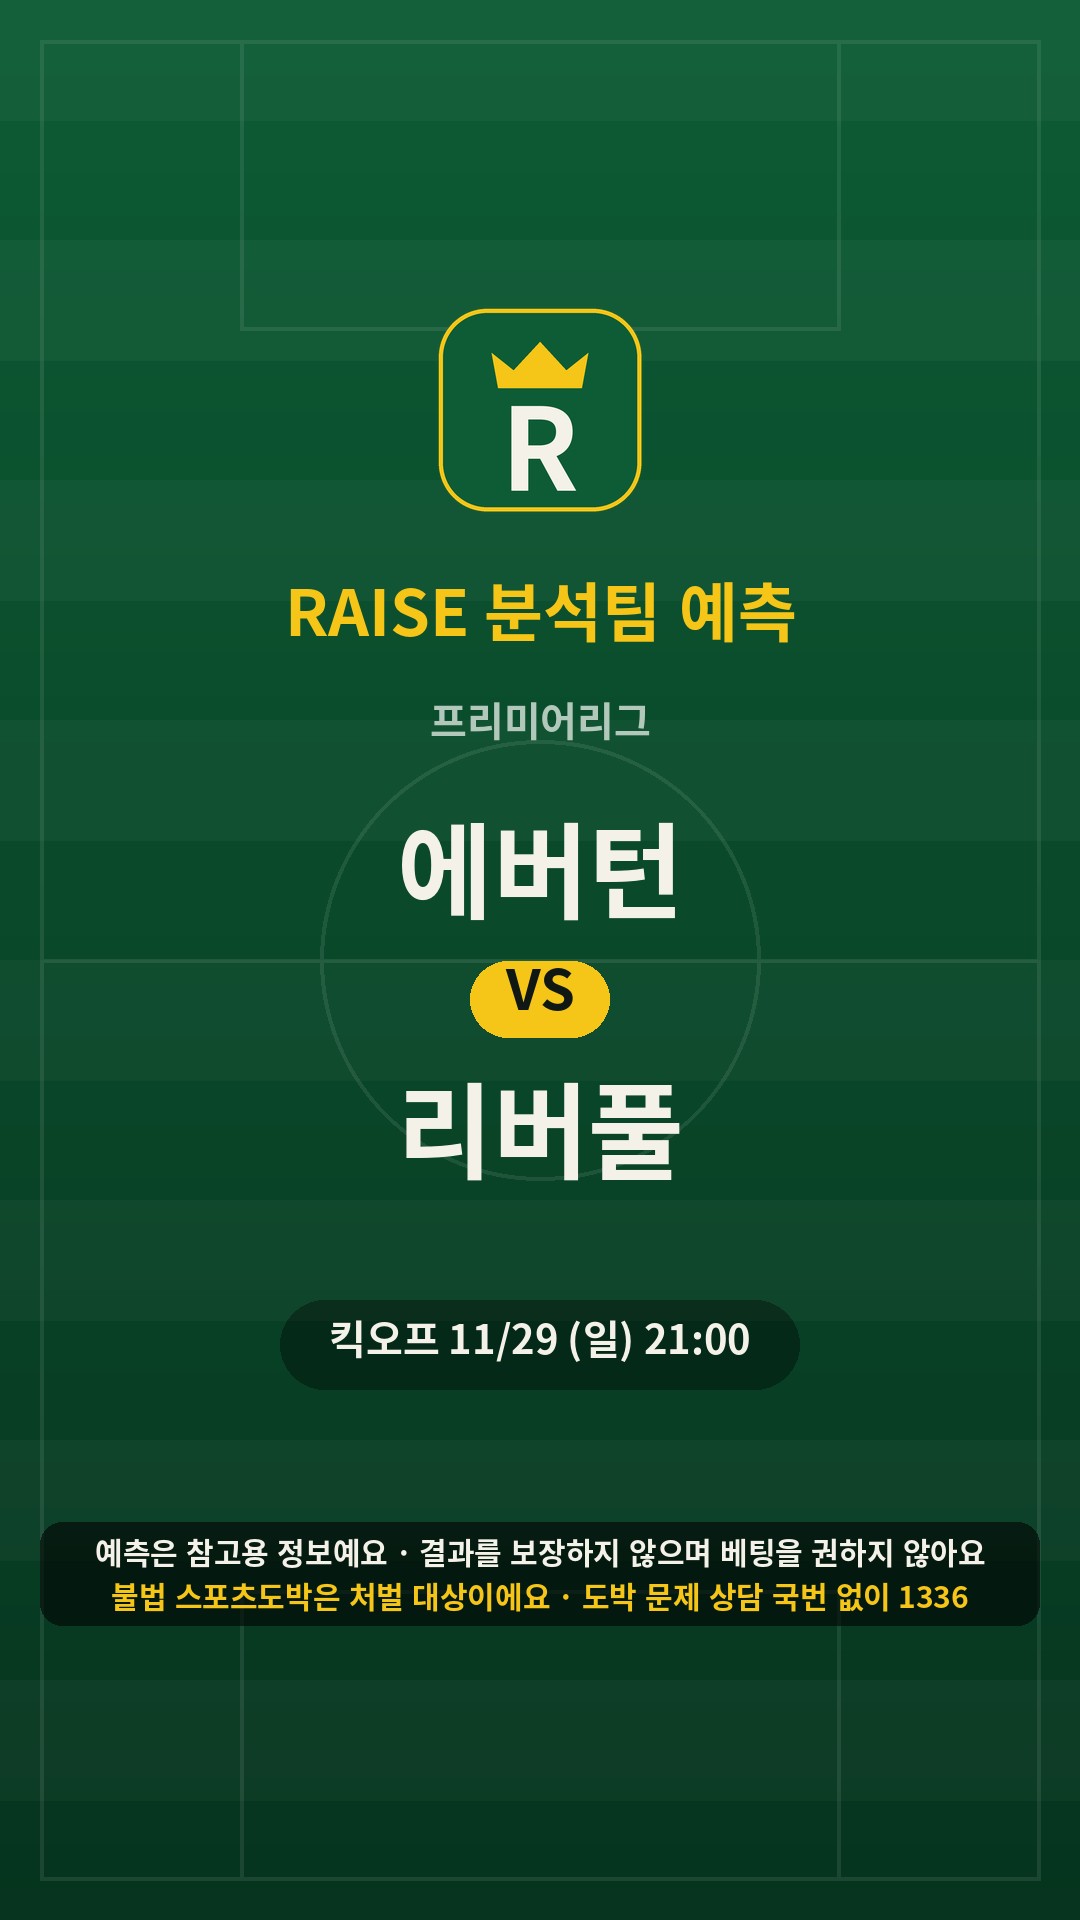 R
RAISE 분석팀 예측
프리미어리그
에버턴
VS
리버풀
킥오프 11/29 (일) 21:00
예측은 참고용 정보예요 · 결과를 보장하지 않으며 베팅을 권하지 않아요
불법 스포츠도박은 처벌 대상이에요 · 도박 문제 상담 국번 없이 1336